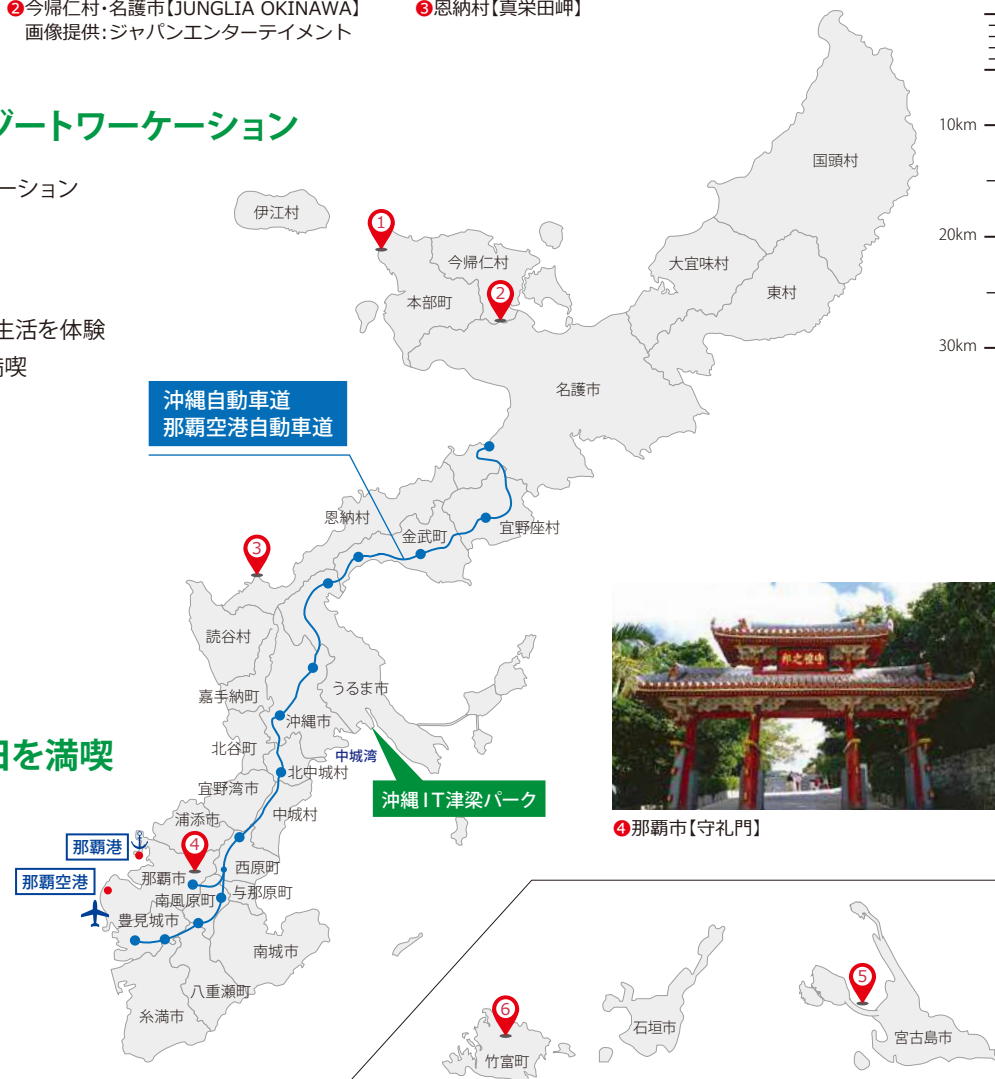 ❷今帰仁村・名護市【JUNGLIA OKINAWA】
画像提供：ジャパンエンターテイメント
❸恩納村【真栄田岬】
ゾートワーケーション
ーション
生活を体験
喫
を満喫
10km
20km
30km
国頭村
伊江村
1
今帰仁村
大宜味村
2
本部町
東村
名護市
沖縄自動車道
那覇空港自動車道
恩納村
金武町
宜野座村
3
読谷村
うるま市
嘉手納町
沖縄市
北谷町
中城湾
北中城村
宜野湾市
沖縄IT津梁パーク
中城村
浦添市
守禮之邦
❹那覇市【守礼門】
那覇港
4
西原町
那覇空港
那覇市
南風原町
与那原町
豊見城市
南城市
八重瀬町
糸満市
5
6
石垣市
宮古島市
竹富町